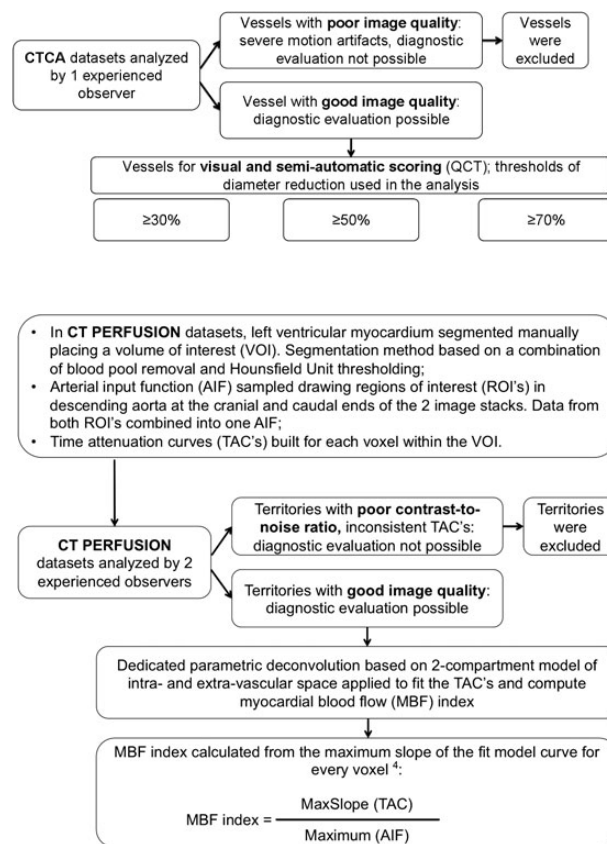 CTCA datasets analyzed
by 1 experienced
observer
Vessels with poor image quality:
severe motion artifacts, diagnostic
evaluation not possible
Vessels
were
excluded
Vessel with good image quality:
diagnostic evaluation possible
Vessels for visual and semi-automatic scoring (QCT); thresholds of
diameter reduction used in the analysis
≥30%
≥50%
≥70%
• In CT PERFUSION datasets, left ventricular myocardium segmented manually
placing a volume of interest (VOI). Segmentation method based on a combination
of blood pool removal and Hounsfield Unit thresholding;
• Arterial input function (AIF) sampled drawing regions of interest (ROI's) in
descending aorta at the cranial and caudal ends of the 2 image stacks. Data from
both ROI's combined into one AIF;
• Time attenuation curves (TAC's) built for each voxel within the VOI.
CT PERFUSION
datasets analyzed by 2
experienced observers
Territories with poor contrast-to-
noise ratio, inconsistent TAC's:
diagnostic evaluation not possible
Territories
were
excluded
Territories with good image quality:
diagnostic evaluation possible
Dedicated parametric deconvolution based on 2-compartment model of
intra- and extra-vascular space applied to fit the TAC's and compute
myocardial blood flow (MBF) index
MBF index calculated from the maximum slope of the fit model curve for
every voxel 4:
MaxSlope (TAC)
MBF index =
Maximum (AIF)